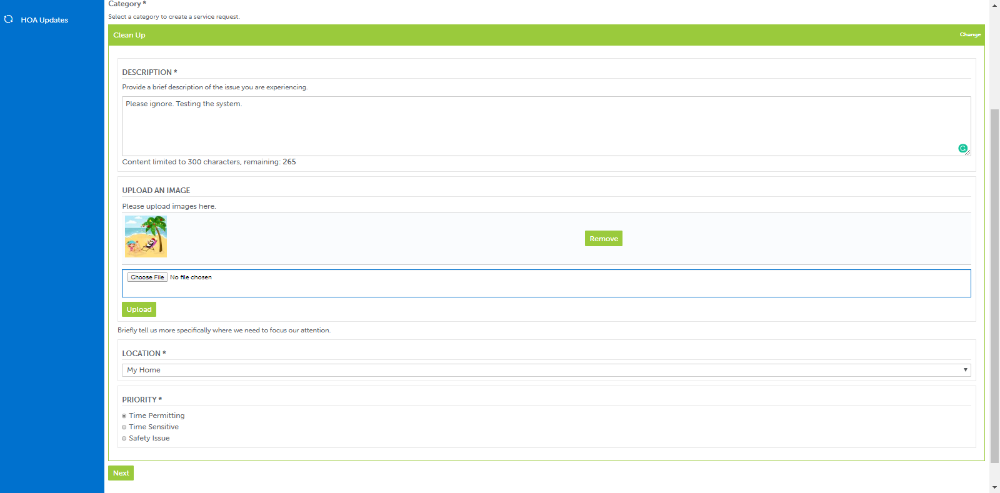 HOA Updates
Category *
Select a category to create a service request.
Clean Up
Change
DESCRIPTION *
Provide a brief description of the issue you are experiencing.
Please ignore. Testing the system.
Content limited to 300 characters, remaining: 265
UPLOAD AN IMAGE
Please upload images here.
Remove
Choose File No file chosen
Upload
Briefly tell us more specifically where we need to focus our attention.
LOCATION *
My Home
PRIORITY *
Time Permitting
Time Sensitive
Safety Issue
Next